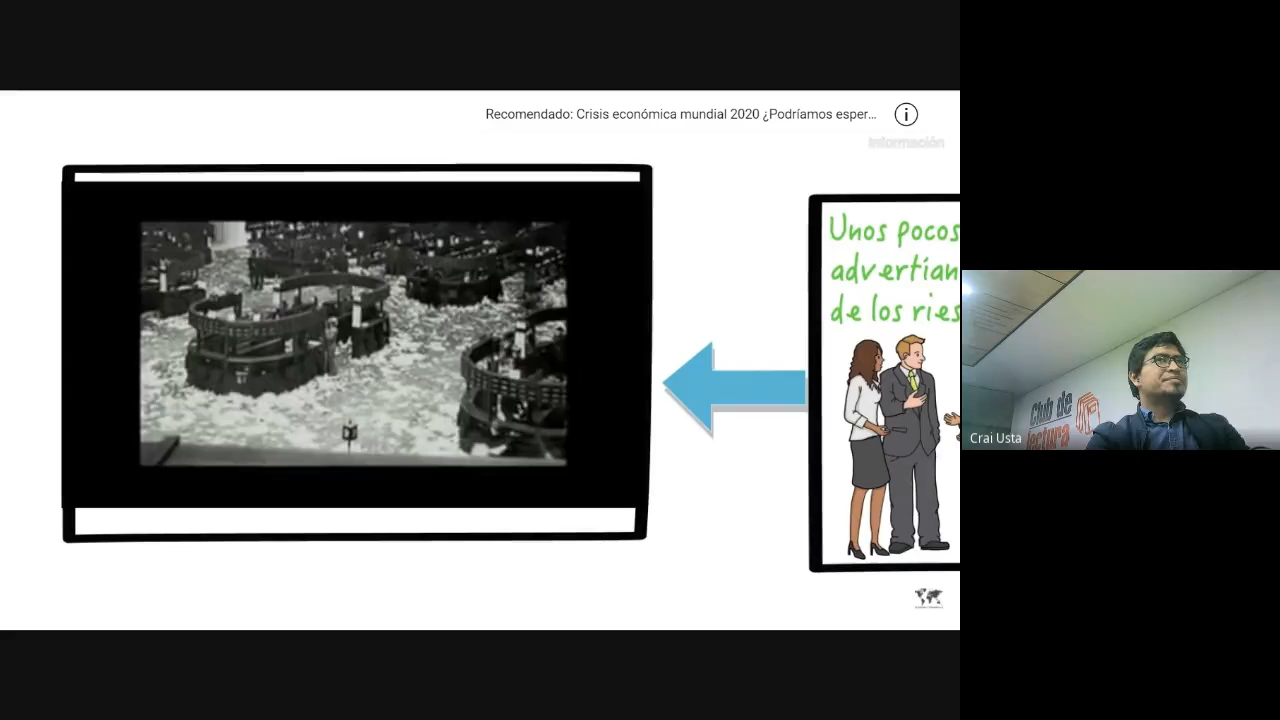 Recomendado: Crisis económica mundial 2020 ¿Podríamos esper...
Información
Unos pocos
advertían
de los ries
Club de
lectura
Crai Usta